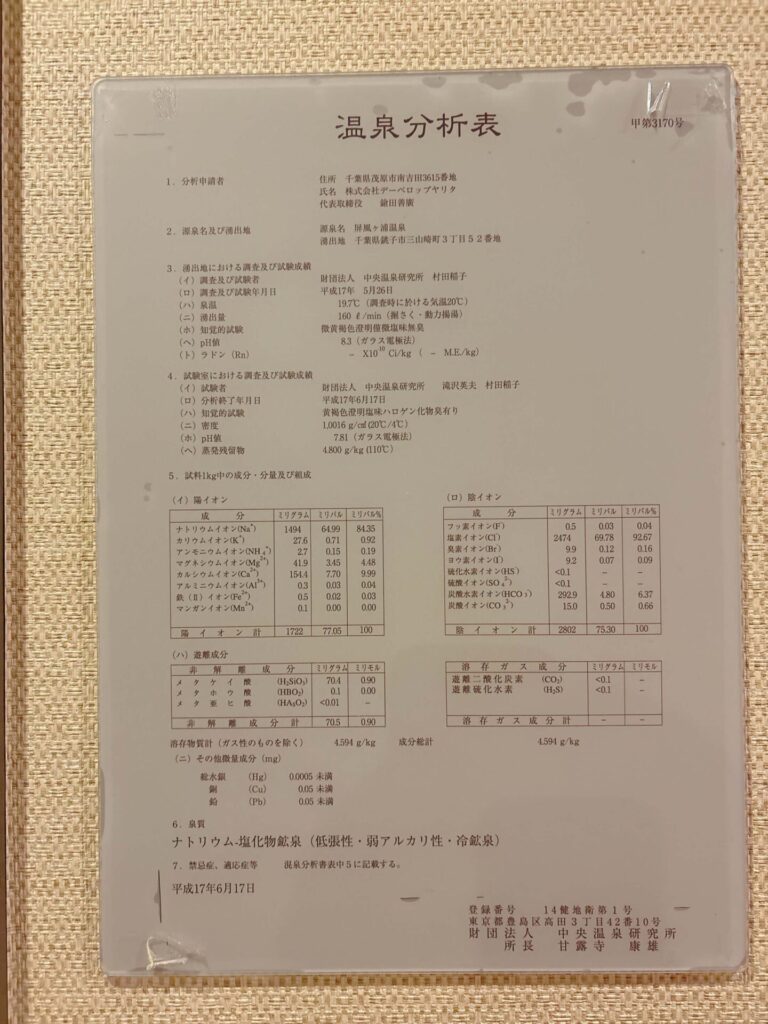 温泉分析表
甲第3170号
1．分析申請者　住所　千葉県茂原市南吉田3615番地
氏名　株式会社デーベロップヤリタ
代表取締役　鎗田善廣
2．源泉名及び湧出地　源泉名　屏風ヶ浦温泉
湧出地　千葉県銚子市三崎町３丁目５２番地
3．湧出地における調査及び試験成績
（イ）調査及び試験者　財団法人　中央温泉研究所　村田稲子
（ロ）調査及び試験年月日　平成17年　5月26日
（ハ）泉温　19.7℃（調査時に於ける気温20℃）
（ニ）湧出量　160 ℓ/min（掘さく・動力揚湯）
（ホ）知覚的試験　微黄褐色澄明僅微塩味無臭
（ヘ）pH値　8.3（ガラス電極法）
（ト）ラドン（Rn）　－ X10⁻¹⁰ Ci/kg （ － M.E./kg）
4．試験室における調査及び試験成績
（イ）試験者　財団法人　中央温泉研究所　滝沢英夫　村田稲子
（ロ）分析終了年月日　平成17年6月17日
（ハ）知覚的試験　黄褐色澄明塩味ハロゲン化物臭有り
（ニ）密度　1.0016 g/c㎥(20℃/4℃)
（ホ）pH値　7.81（ガラス電極法）
（ヘ）蒸発残留物　4.800 g/kg (110℃)
5．試料1kg中の成分・分量及び組成
（イ）陽イオン
成　分　ミリグラム　ミリバル　ミリバル%
ナトリウムイオン(Na⁺)　1494　64.99　84.35
カリウムイオン(K⁺)　27.6　0.71　0.92
アンモニウムイオン(NH₄⁺)　2.7　0.15　0.19
マグネシウムイオン(Mg²⁺)　41.9　3.45　4.48
カルシウムイオン(Ca²⁺)　154.4　7.70　9.99
アルミニウムイオン(Al³⁺)　0.3　0.03　0.04
鉄（Ⅱ）イオン(Fe²⁺)　0.5　0.02　0.03
マンガンイオン(Mn²⁺)　0.1　0.00　0.00
陽イオン計　1722　77.05　100
（ロ）陰イオン
成　分　ミリグラム　ミリバル　ミリバル%
フッ素イオン(F⁻)　0.5　0.03　0.04
塩素イオン(Cl⁻)　2474　69.78　92.67
臭素イオン(Br⁻)　9.9　0.12　0.16
ヨウ素イオン(I⁻)　9.2　0.07　0.09
硫化水素イオン(HS⁻)　<0.1　－　－
硫酸イオン(SO₄²⁻)　<0.1　－　－
炭酸水素イオン(HCO₃⁻)　292.9　4.80　6.37
炭酸イオン(CO₃²⁻)　15.0　0.50　0.66
陰イオン計　2802　75.30　100
（ハ）遊離成分
非解離成分　ミリグラム　ミリモル
メタケイ酸　(H₂SiO₃)　70.4　0.90
メタホウ酸　(HBO₂)　0.1　0.00
メタ亜ヒ酸　(HAsO₂)　<0.01　－
非解離成分計　70.5　0.90
溶存ガス成分　ミリグラム　ミリモル
遊離二酸化炭素　(CO₂)　<0.1　－
遊離硫化水素　(H₂S)　<0.1　－
溶存ガス成分計　－　－
溶存物質計（ガス性のものを除く）　4.594 g/kg　成分総計　4.594 g/kg
（ニ）その他微量成分（mg）
総水銀　(Hg)　0.0005 未満
銅　(Cu)　0.05 未満
鉛　(Pb)　0.05 未満
6．泉質
ナトリウム-塩化物鉱泉（低張性・弱アルカリ性・冷鉱泉）
7．禁忌症、適応症等　温泉分析書表中５に記載する。
平成17年6月17日
登録番号　14健地衛第１号
東京都豊島区高田３丁目42番10号
財団法人　中央温泉研究所
所長　甘露寺　康雄